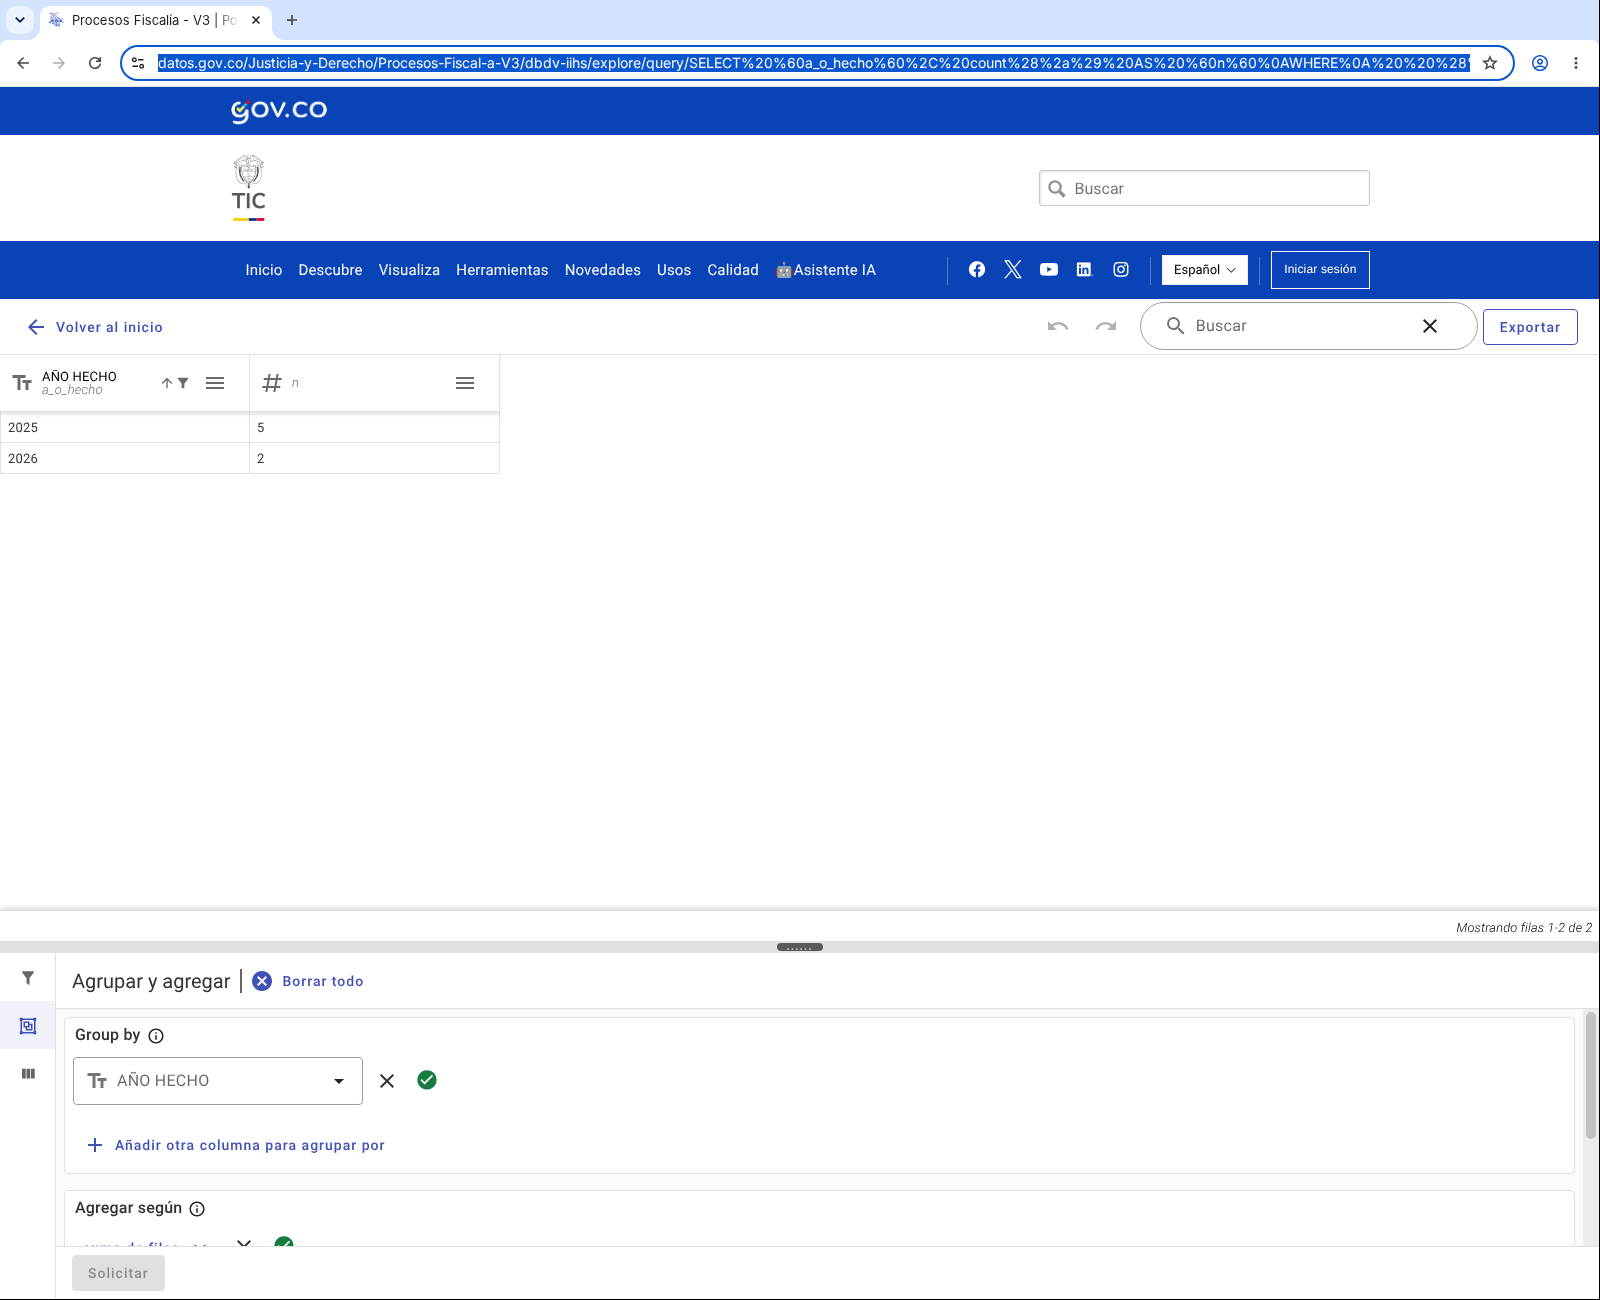 Procesos Fiscalía - V3 | Po
datos.gov.co/Justicia-y-Derecho/Procesos-Fiscal-a-V3/dbdv-iihs/explore/query/SELECT%20%60a_o_hecho%60%2C%20count%28%2a%29%20AS%20%60n%60%0AWHERE%0A%20%20%28%
gov.co
TIC
Buscar
Inicio Descubre Visualiza Herramientas Novedades Usos Calidad 🤖Asistente IA Español Iniciar sesión
Volver al inicio Buscar Exportar
AÑO HECHO
a_o_hecho
n
2025 5
2026 2
Mostrando filas 1-2 de 2
Agrupar y agregar | Borrar todo
Group by
AÑO HECHO
Añadir otra columna para agrupar por
Agregar según
Solicitar